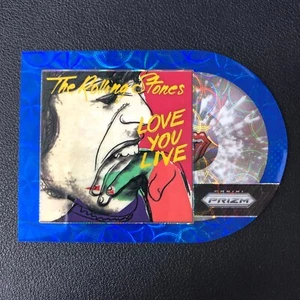 The Rolling Stones
LOVE
YOU
LIVE
PANINI
PRIZM